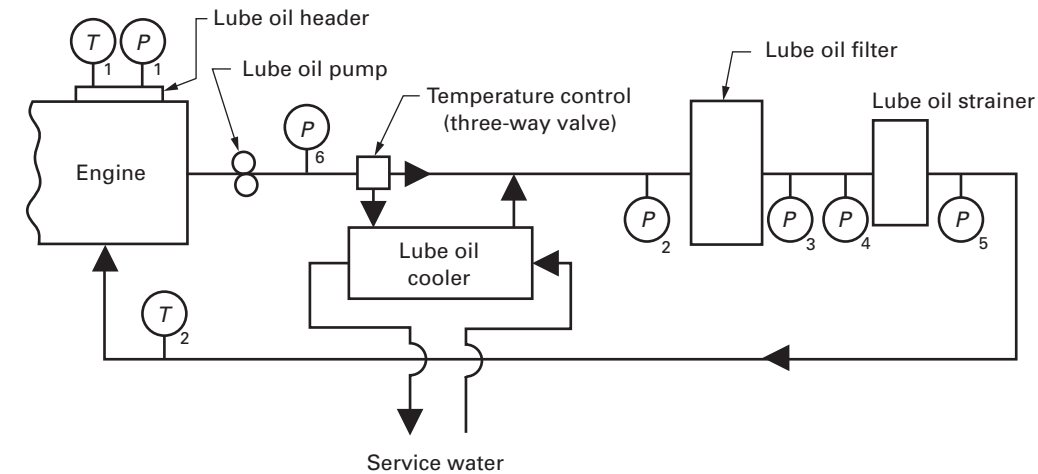 Lube oil header
T
1
P
1
Lube oil pump
Temperature control
(three-way valve)
Lube oil filter
Lube oil strainer
P
6
Engine
P
2
P
3
P
4
P
5
Lube oil
cooler
T
2
Service water